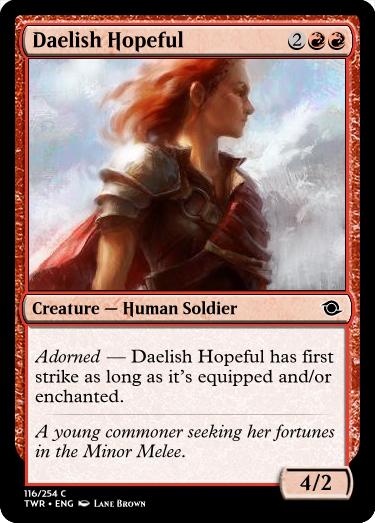 Daelish Hopeful 2
Creature — Human Soldier
Adorned — Daelish Hopeful has first
strike as long as it's equipped and/or
enchanted.
A young commoner seeking her fortunes
in the Minor Melee.
4/2
116/254 C
TWR • ENG Lane Brown